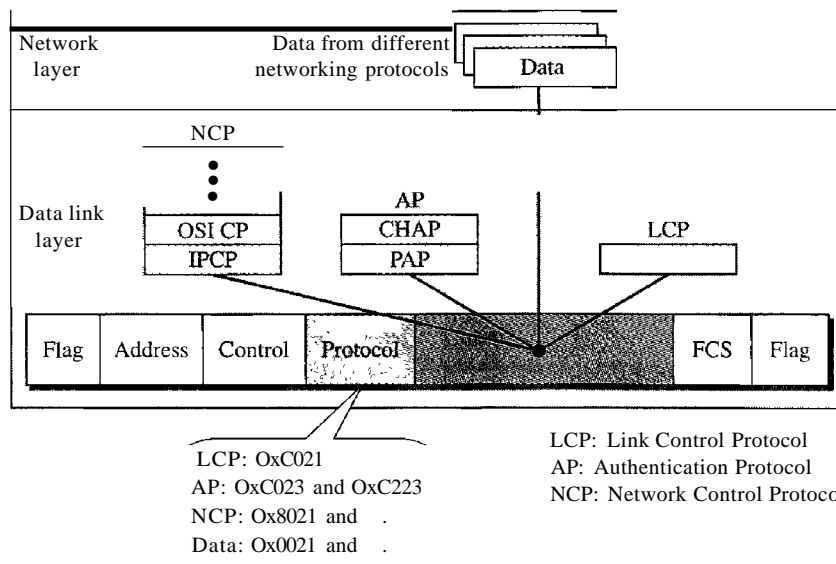 Network
layer
Data from different
networking protocols
Data
NCP
Data link
layer
OSI CP
IPCP
AP
CHAP
PAP
LCP
Flag Address Control Protocol FCS Flag
LCP: OxC021
AP: OxC023 and OxC223
NCP: Ox8021 and .
Data: Ox0021 and .
LCP: Link Control Protocol
AP: Authentication Protocol
NCP: Network Control Protoco